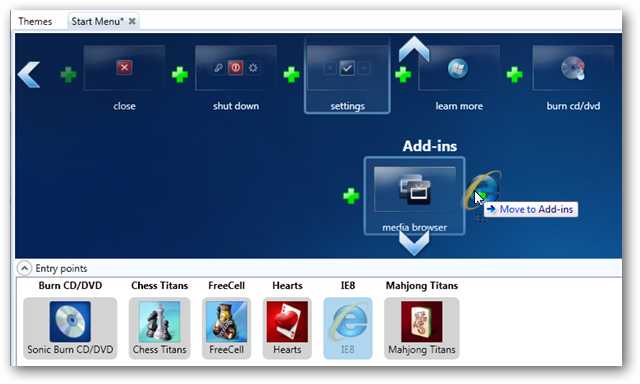 Themes Start Menu*
close shut down settings learn more burn cd/dvd
Add-ins
media browser
Move to Add-ins
Entry points
Burn CD/DVD Chess Titans FreeCell Hearts IE8 Mahjong Titans
Sonic Burn CD/DVD Chess Titans FreeCell Hearts IE8 Mahjong Titans